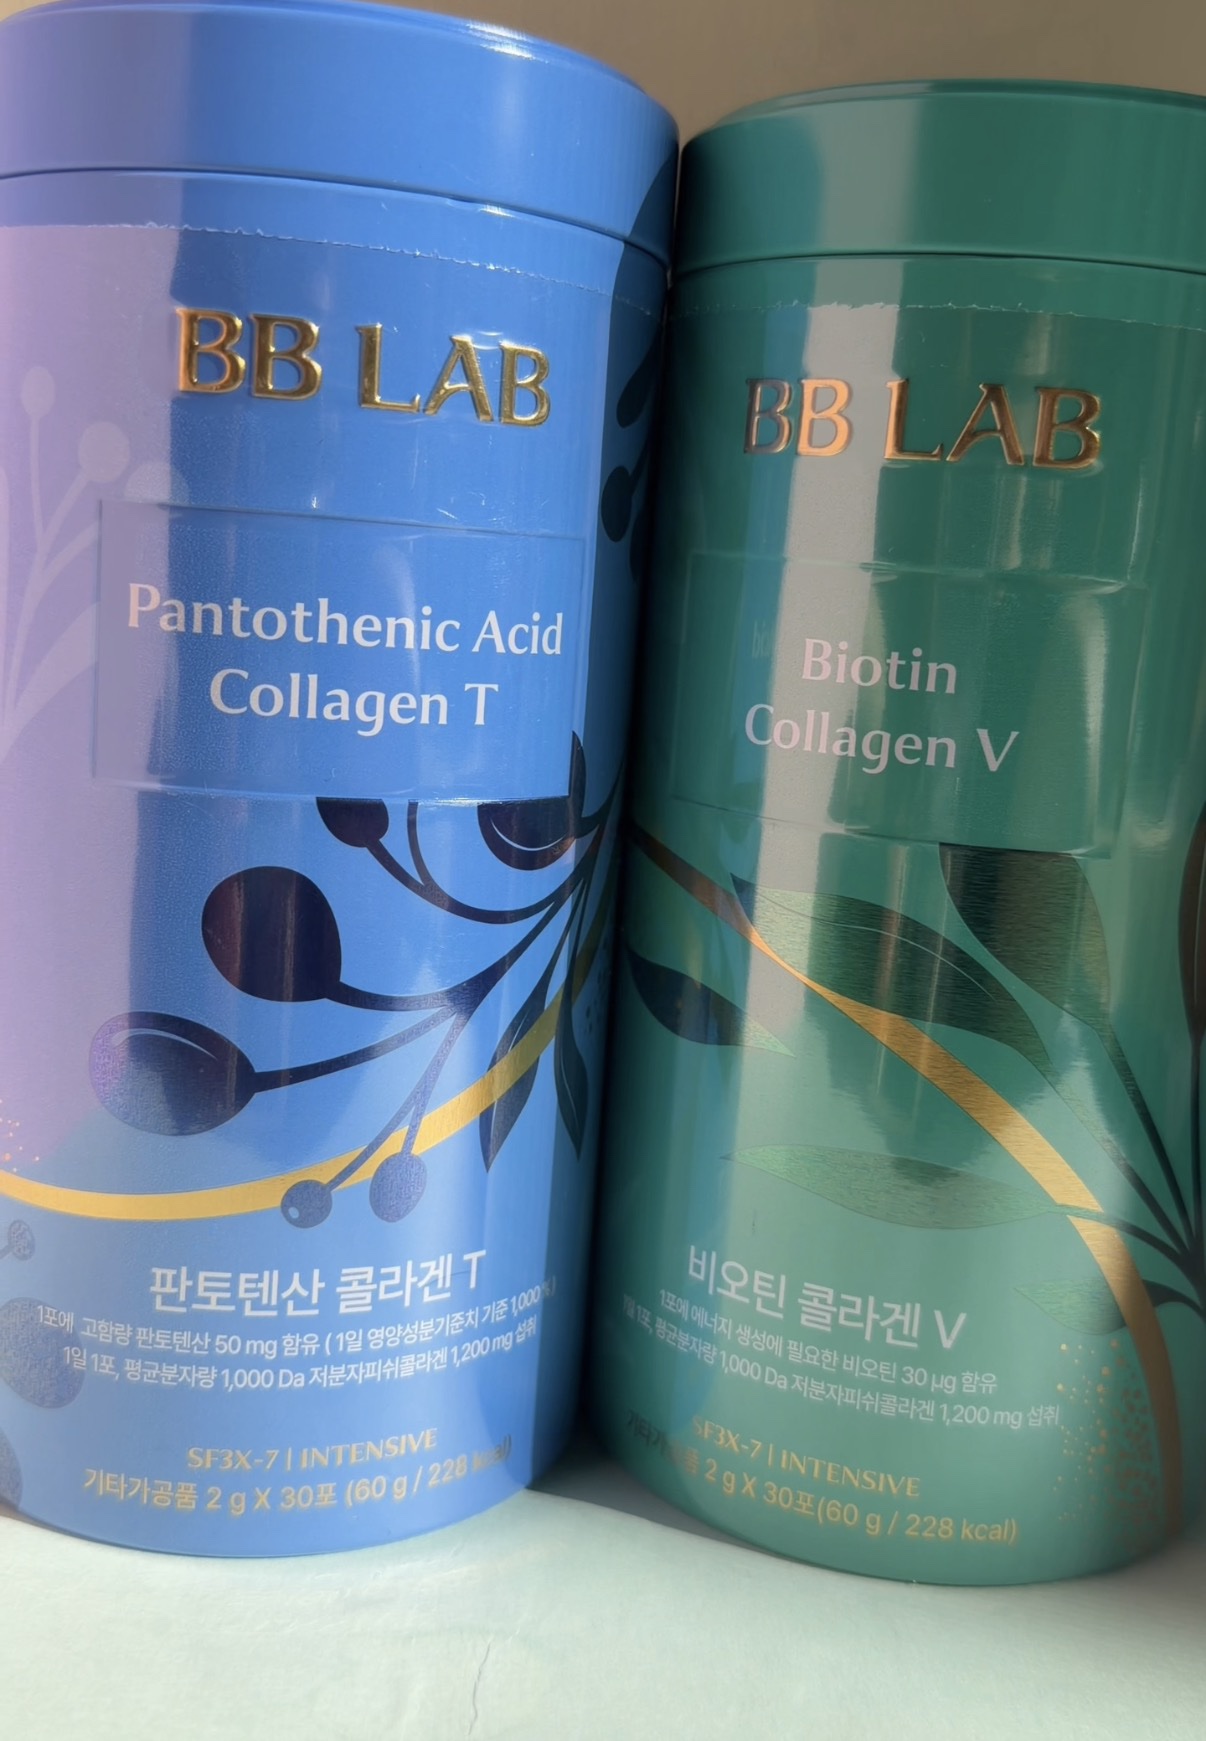 BB LAB
Pantothenic Acid
Collagen T
판토텐산 콜라겐 T
1포에 고함량 판토텐산 50 mg 함유 ( 1일 영양성분기준치 기준 1,000 %)
1일 1포, 평균분자량 1,000 Da 저분자피쉬콜라겐 1,200 mg 섭취
SF3X-7 | INTENSIVE
기타가공품 2 g X 30포 (60 g / 228 kcal)
BB LAB
Biotin
Collagen V
비오틴 콜라겐 V
1포에 에너지 생성에 필요한 비오틴 30 µg 함유
1일 1포, 평균분자량 1,000 Da 저분자피쉬콜라겐 1,200 mg 섭취
SF3X-7 | INTENSIVE
기타가공품 2 g X 30포(60 g / 228 kcal)